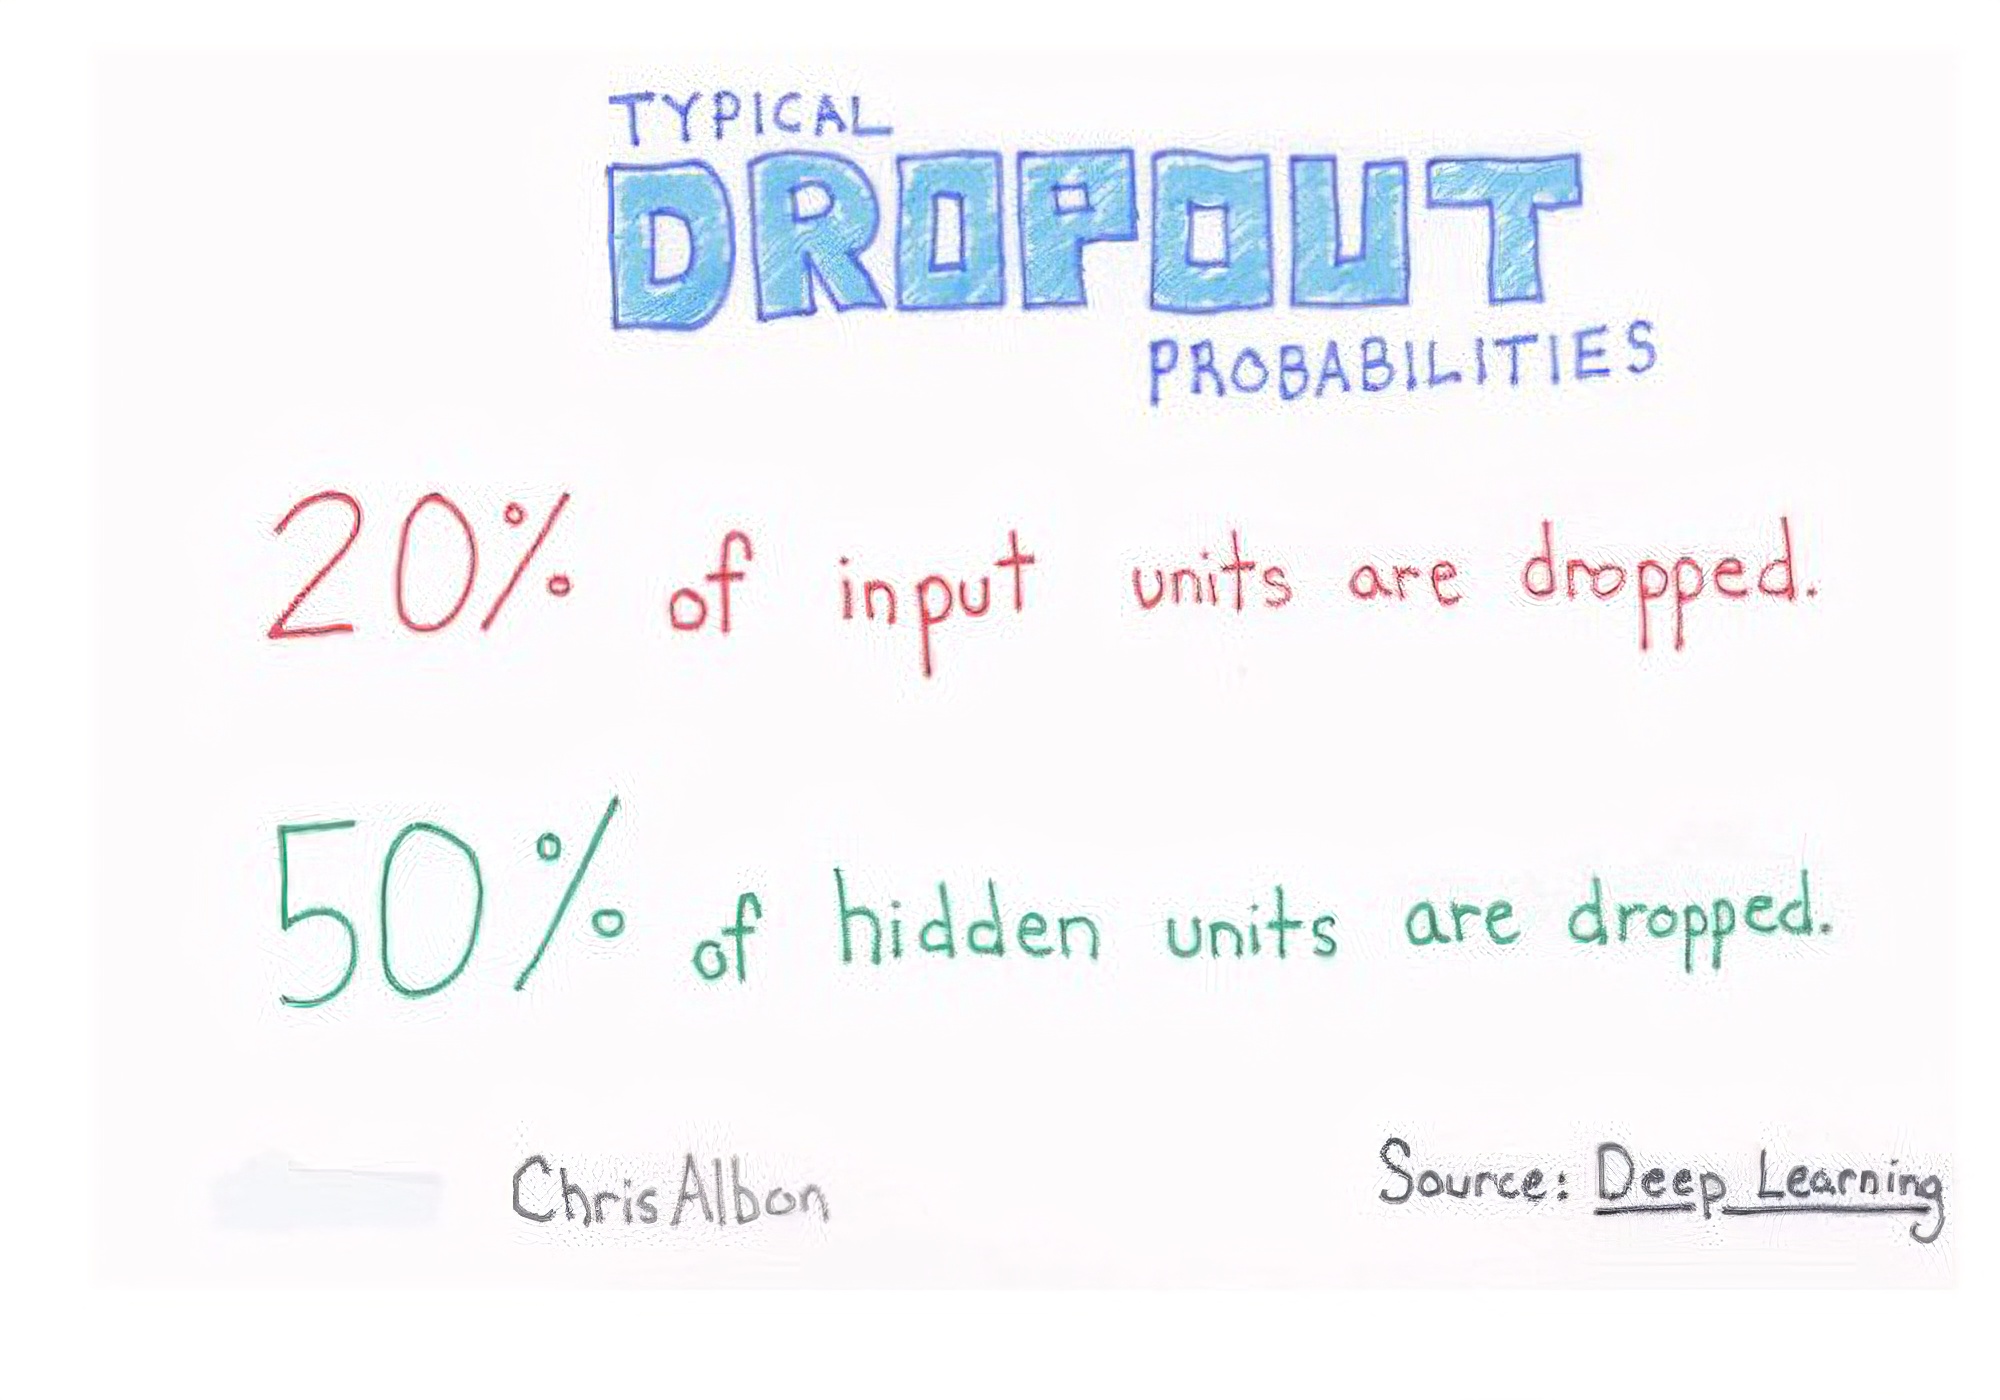 TYPICAL
DROPOUT
PROBABILITIES
20% of input units are dropped.
50% of hidden units are dropped.
Chris Albon
Source: Deep Learning